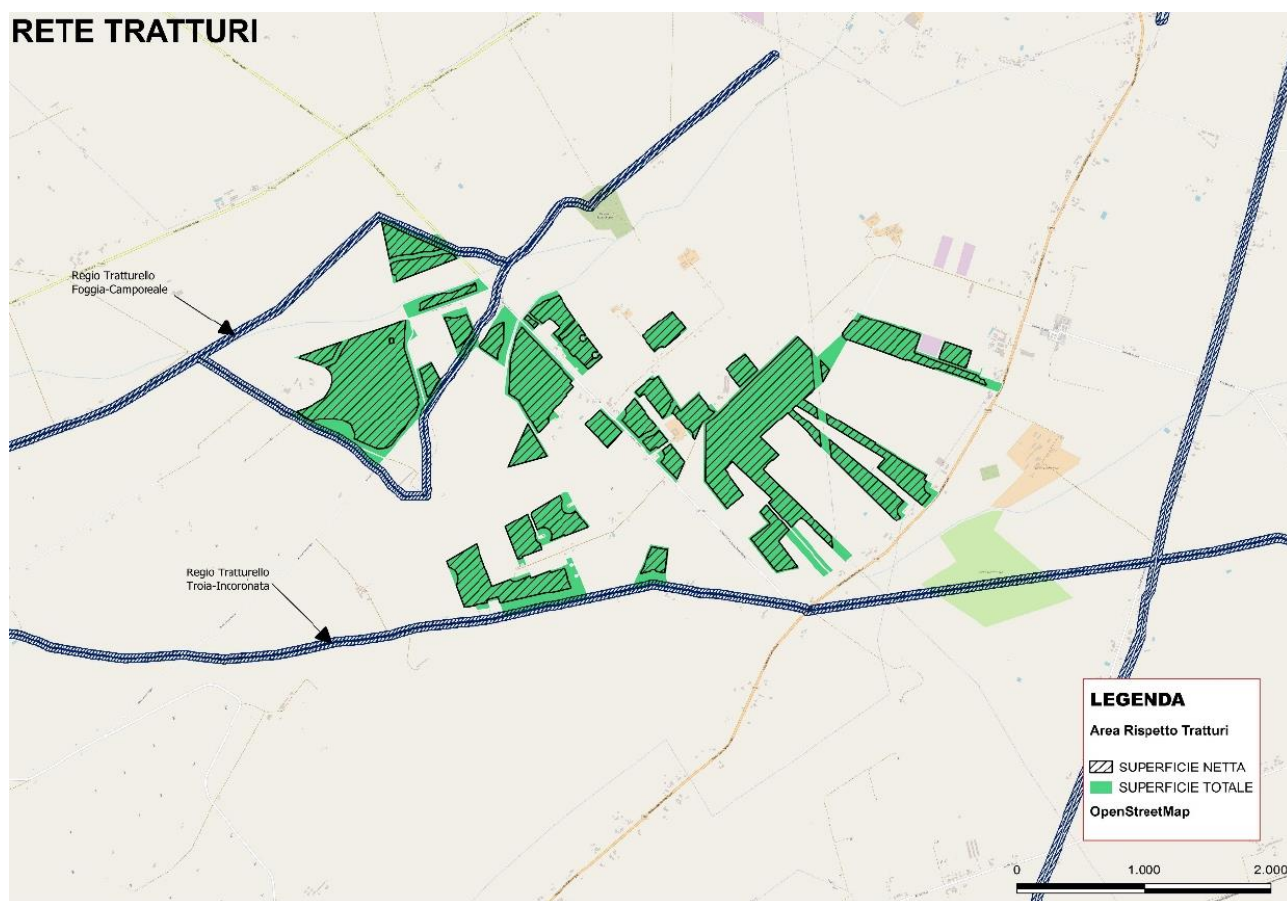 RETE TRATTURI
Regio Tratturello
Foggia-Camporeale
Regio Tratturello
Troia-Incoronata
LEGENDA
Area Rispetto Tratturi
SUPERFICIE NETTA
SUPERFICIE TOTALE
OpenStreetMap
0 1.000 2.000